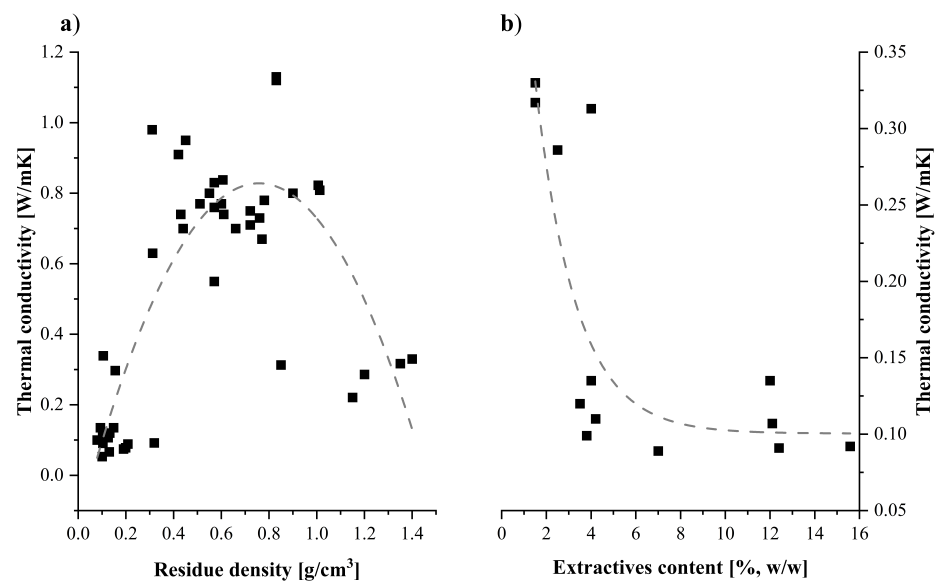 a)
b)
1.2
1.0
0.8
0.6
0.4
0.2
0.0
Thermal conductivity [W/mK]
0.0 0.2 0.4 0.6 0.8 1.0 1.2 1.4
Residue density [g/cm³]
0 2 4 6 8 10 12 14 16
Extractives content [%, w/w]
0.35
0.30
0.25
0.20
0.15
0.10
0.05
Thermal conductivity [W/mK]